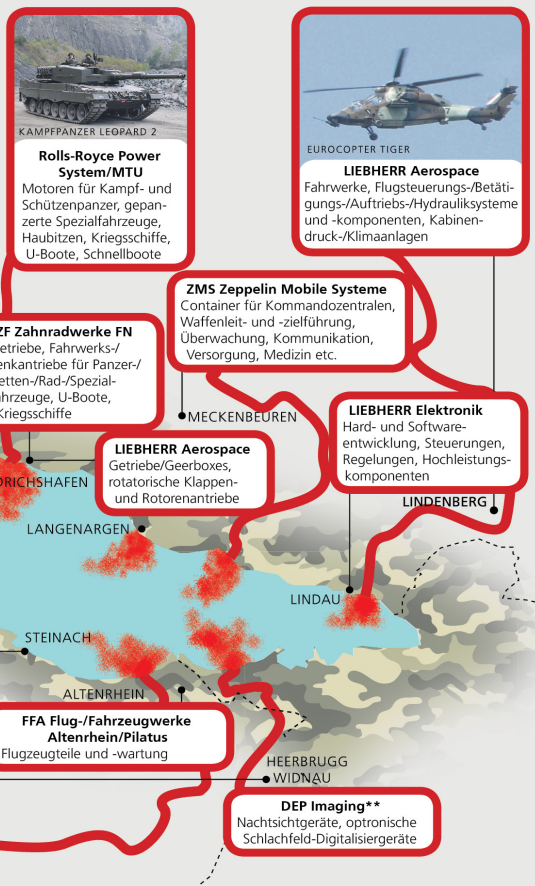 KAMPFPANZER LEOPARD 2
Rolls-Royce Power
System/MTU
Motoren für Kampf- und
Schützenpanzer, gepan-
zerte Spezialfahrzeuge,
Haubitzen, Kriegsschiffe,
U-Boote, Schnellboote
EUROCOPTER TIGER
LIEBHERR Aerospace
Fahrwerke, Flugsteuerungs-/Betäti-
gungs-/Auftriebs-/Hydrauliksysteme
und -komponenten, Kabinen-
druck-/Klimaanlagen
ZMS Zeppelin Mobile Systeme
Container für Kommandozentralen,
Waffenleit- und -zielführung,
Überwachung, Kommunikation,
Versorgung, Medizin etc.
ZF Zahnradwerke FN
etriebe, Fahrwerks-/
enkantriebe für Panzer-/
etten-/Rad-/Spezial-
ahrzeuge, U-Boote,
Kriegsschiffe
MECKENBEUREN
LIEBHERR Elektronik
Hard- und Software-
entwicklung, Steuerungen,
Regelungen, Hochleistungs-
komponenten
LIEBHERR Aerospace
Getriebe/Geerboxes,
rotatorische Klappen-
und Rotorenantriebe
DRICHSHAFEN
LINDENBERG
LANGENARGEN
LINDAU
STEINACH
ALTENRHEIN
FFA Flug-/Fahrzeugwerke
Altenrhein/Pilatus
Flugzeugteile und -wartung
HEERBRUGG
WIDNAU
DEP Imaging**
Nachtsichtgeräte, optronische
Schlachfeld-Digitalisiergeräte